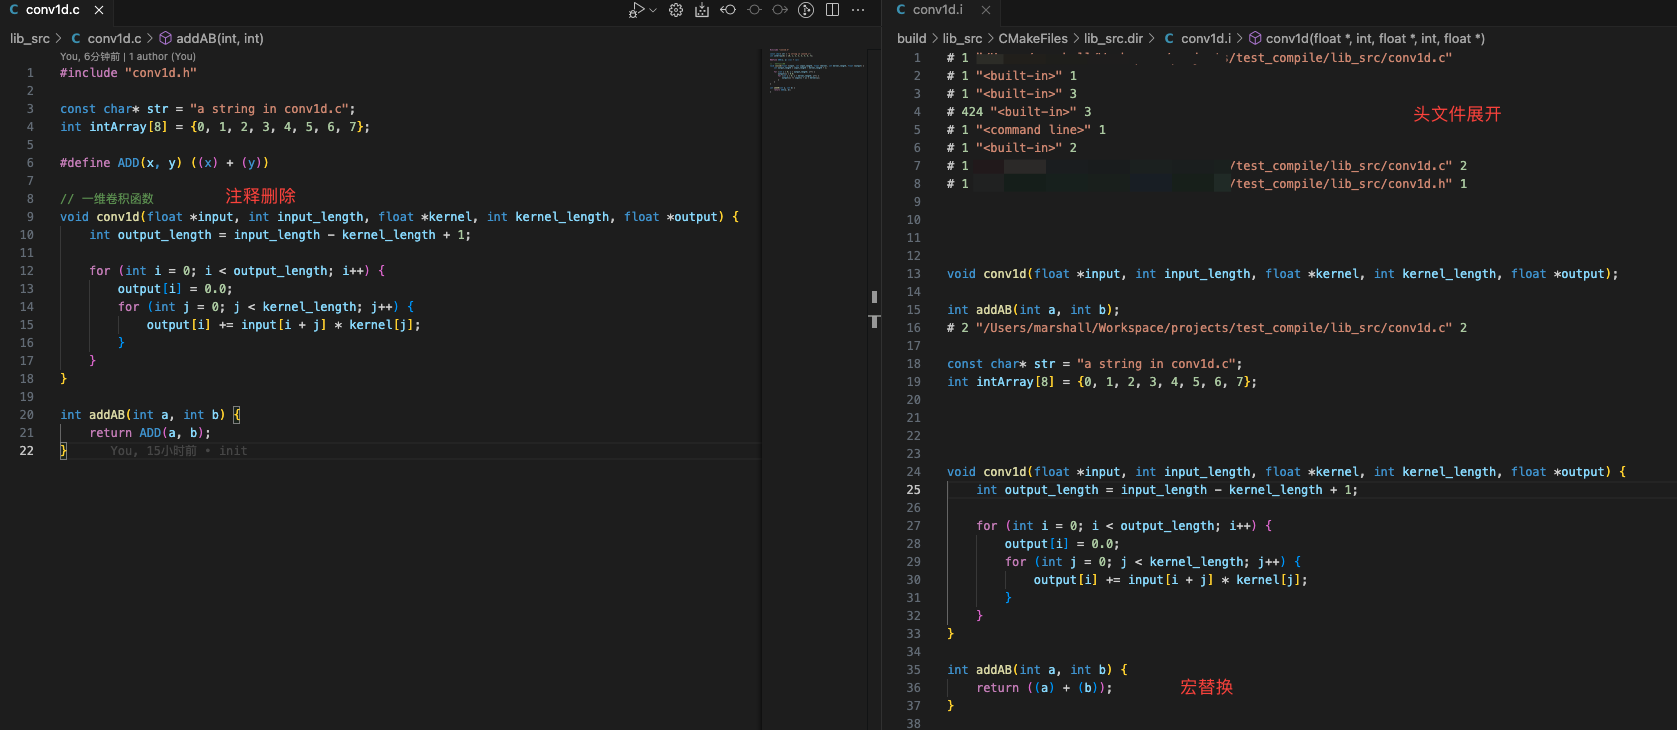 conv1d.c
lib_src > conv1d.c > addAB(int, int)
You, 6分钟前 | 1 author (You)
1 #include "conv1d.h"
2
3 const char* str = "a string in conv1d.c";
4 int intArray[8] = {0, 1, 2, 3, 4, 5, 6, 7};
5
6 #define ADD(x, y) ((x) + (y))
7
8 // 一维卷积函数 注释删除
9 void conv1d(float *input, int input_length, float *kernel, int kernel_length, float *output) {
10 int output_length = input_length - kernel_length + 1;
11
12 for (int i = 0; i < output_length; i++) {
13 output[i] = 0.0;
14 for (int j = 0; j < kernel_length; j++) {
15 output[i] += input[i + j] * kernel[j];
16 }
17 }
18 }
19
20 int addAB(int a, int b) {
21 return ADD(a, b);
22 } You, 15小时前 • init
conv1d.i
build > lib_src > CMakeFiles > lib_src.dir > conv1d.i > conv1d(float *, int, float *, int, float *)
1 # 1 /test_compile/lib_src/conv1d.c"
2 # 1 "<built-in>" 1
3 # 1 "<built-in>" 3
4 # 424 "<built-in>" 3 头文件展开
5 # 1 "<command line>" 1
6 # 1 "<built-in>" 2
7 # 1 /test_compile/lib_src/conv1d.c" 2
8 # 1 /test_compile/lib_src/conv1d.h" 1
9
10
11
12
13 void conv1d(float *input, int input_length, float *kernel, int kernel_length, float *output);
14
15 int addAB(int a, int b);
16 # 2 "/Users/marshall/Workspace/projects/test_compile/lib_src/conv1d.c" 2
17
18 const char* str = "a string in conv1d.c";
19 int intArray[8] = {0, 1, 2, 3, 4, 5, 6, 7};
20
21
22
23
24 void conv1d(float *input, int input_length, float *kernel, int kernel_length, float *output) {
25 int output_length = input_length - kernel_length + 1;
26
27 for (int i = 0; i < output_length; i++) {
28 output[i] = 0.0;
29 for (int j = 0; j < kernel_length; j++) {
30 output[i] += input[i + j] * kernel[j];
31 }
32 }
33 }
34
35 int addAB(int a, int b) {
36 return ((a) + (b)); 宏替换
37 }
38